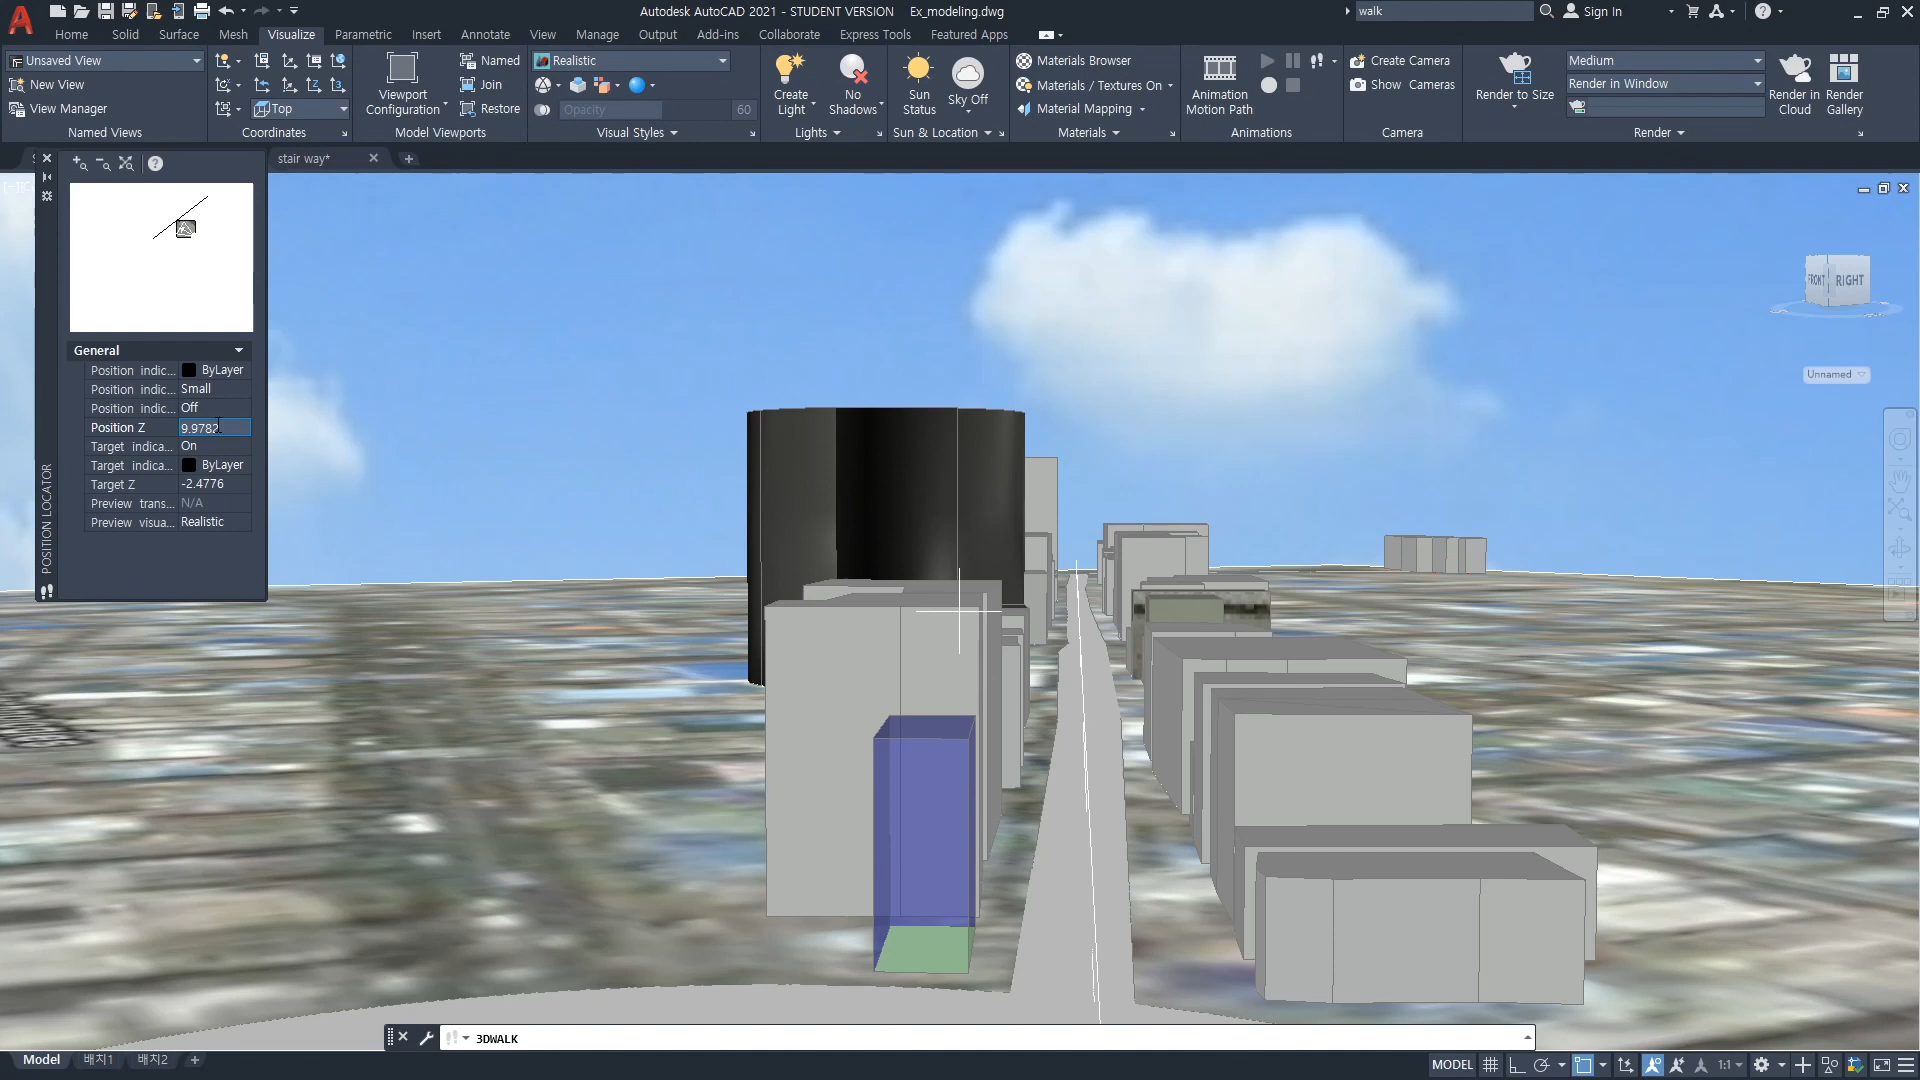 Autodesk AutoCAD 2021 - STUDENT VERSION Ex_modeling.dwg
walk
Sign In
Home Solid Surface Mesh Visualize Parametric Insert Annotate View Manage Output Add-ins Collaborate Express Tools Featured Apps
Unsaved View
New View
View Manager
Named Views
Top
Coordinates
Viewport
Configuration
Named
Join
Restore
Model Viewports
Realistic
Opacity 60
Visual Styles
Create
Light
No
Shadows
Lights
Sun
Status
Sky Off
Sun & Location
Materials Browser
Materials / Textures On
Material Mapping
Materials
Animation
Motion Path
Animations
Create Camera
Show Cameras
Camera
Render to Size
Medium
Render in Window
Render in
Cloud
Render
Gallery
Render
stair way*
General
Position indic... ByLayer
Position indic... Small
Position indic... Off
Position Z 9.9782
Target indica... On
Target indica... ByLayer
Target Z -2.4776
Preview trans... N/A
Preview visua... Realistic
POSITION LOCATOR
FRONT RIGHT
Unnamed
3DWALK
Model 배치1 배치2
MODEL 1:1